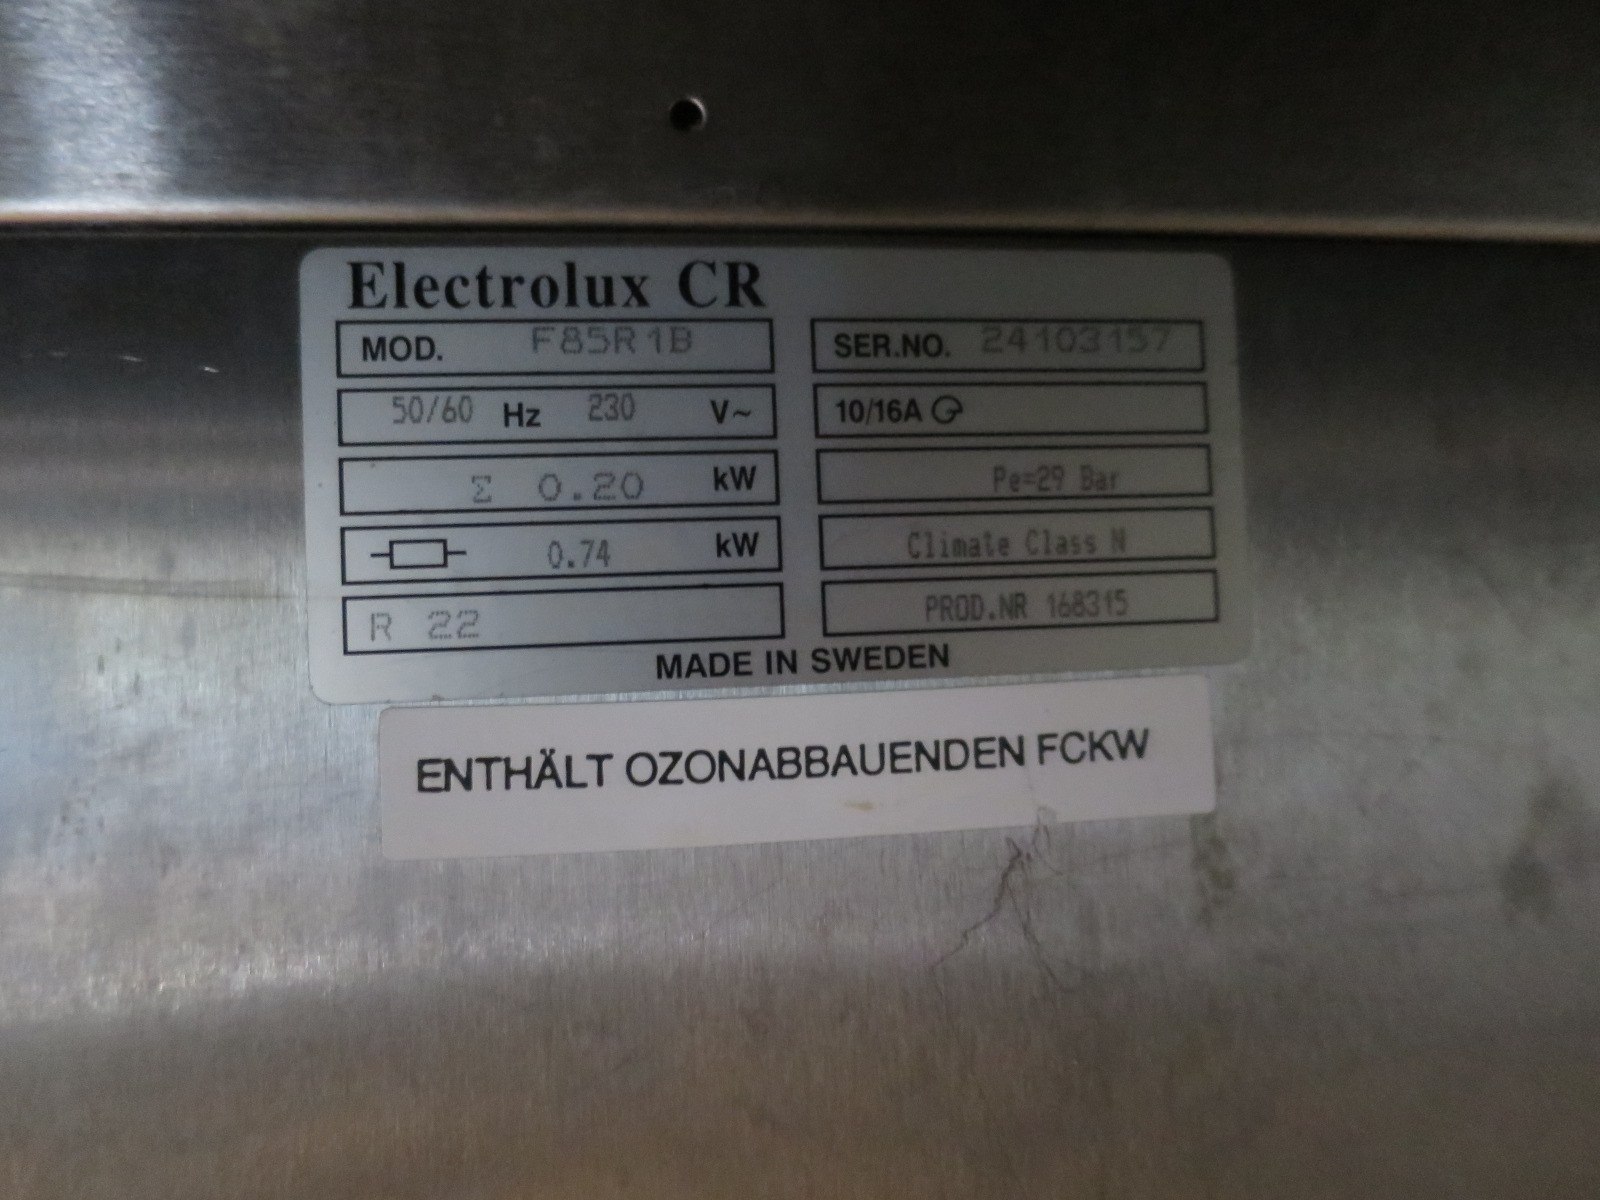 Electrolux CR
MOD. F85R1B
SER.NO. 24103157
50/60 Hz 230 V~
10/16A
Σ 0.20 kW
Pe=29 Bar
0.74 kW
Climate Class N
R 22
PROD.NR 168315
MADE IN SWEDEN
ENTHÄLT OZONABBAUENDEN FCKW